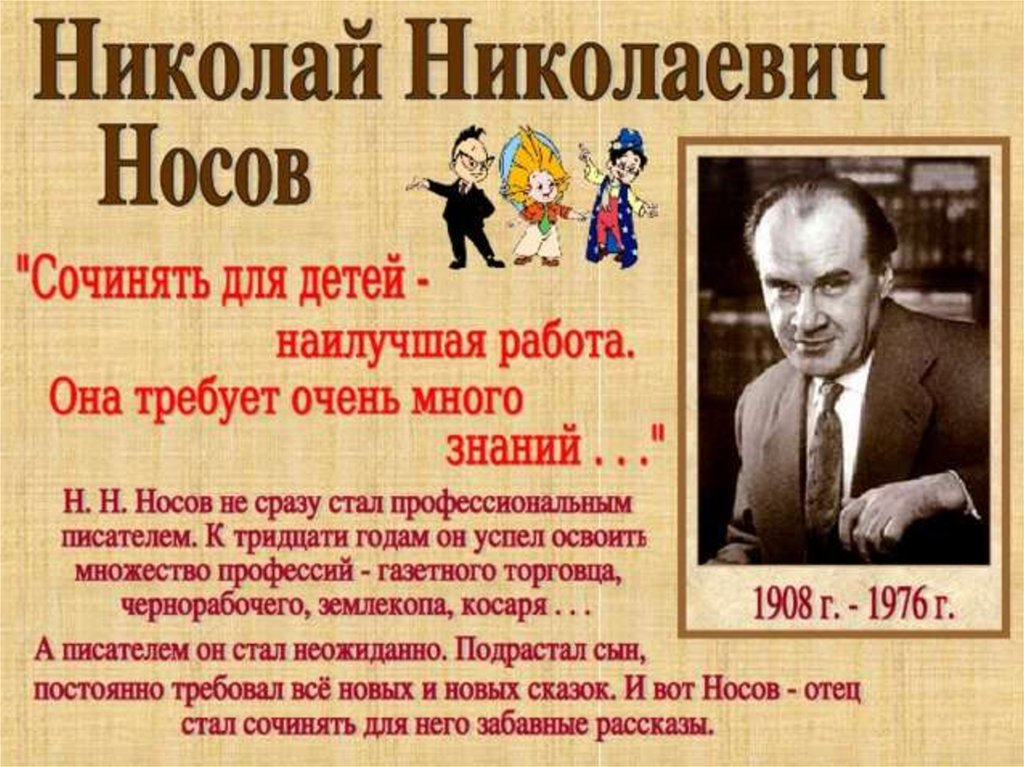 Николай Николаевич
Носов
"Сочинять для детей -
наилучшая работа.
Она требует очень много
знаний . . ."
Н. Н. Носов не сразу стал профессиональным
писателем. К тридцати годам он успел освоить
множество профессий - газетного торговца,
чернорабочего, землекопа, косаря . . .
1908 г. - 1976 г.
А писателем он стал неожиданно. Подрастал сын,
постоянно требовал всё новых и новых сказок. И вот Носов - отец
стал сочинять для него забавные рассказы.